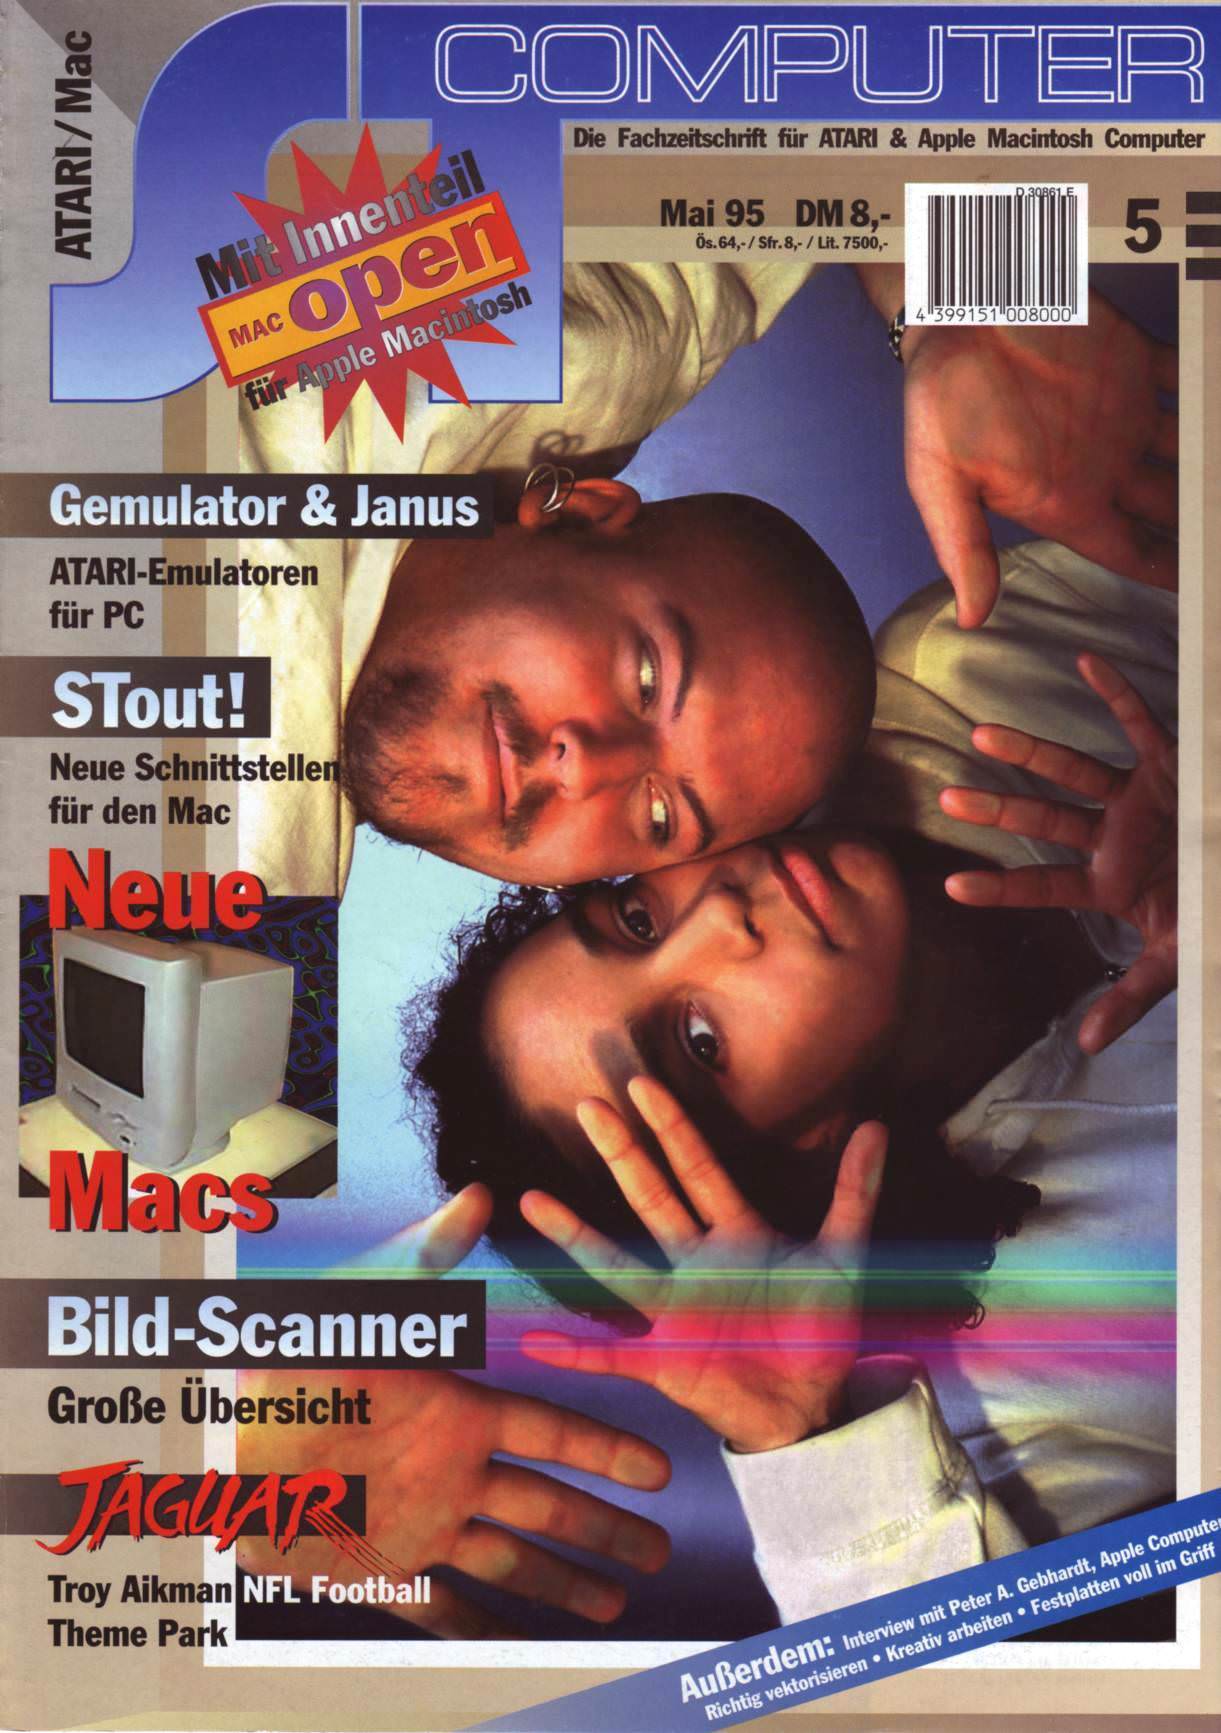 ATARI/Mac
ST COMPUTER
Die Fachzeitschrift für ATARI & Apple Macintosh Computer
Mai 95 DM 8,-
Ös. 64,- / Sfr. 8,- / Lit. 7500,-
D 30861 E
4 399151 008000
5
Mit Innenteil
MAC open
für Apple Macintosh
Gemulator & Janus
ATARI-Emulatoren
für PC
STout!
Neue Schnittstellen
für den Mac
Neue
Macs
Bild-Scanner
Große Übersicht
JAGUAR
Troy Aikman NFL Football
Theme Park
Außerdem: Interview mit Peter A. Gebhardt, Apple Computer
Richtig vektorisieren • Kreativ arbeiten • Festplatten voll im Griff